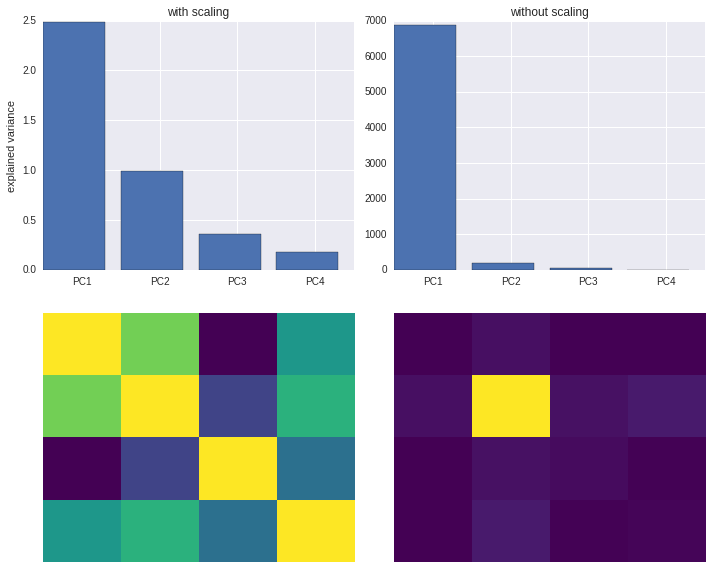 with scaling
2.5
2.0
1.5
1.0
0.5
0.0
explained variance
PC1 PC2 PC3 PC4
without scaling
7000
6000
5000
4000
3000
2000
1000
0
PC1 PC2 PC3 PC4